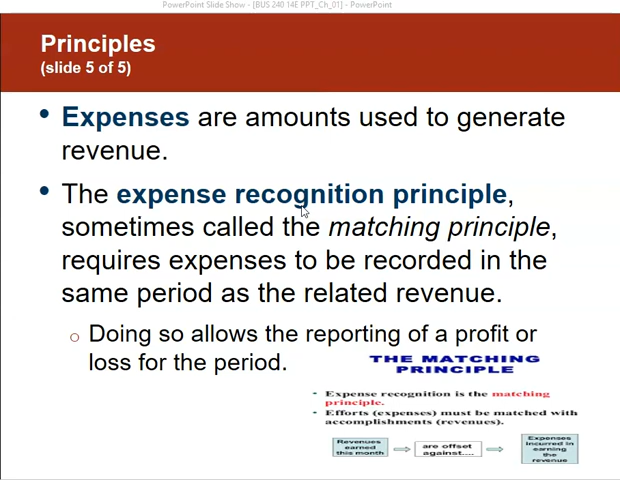 PowerPoint Slide Show - [BUS 240 14E PPT_Ch_01] - PowerPoint
Principles
(slide 5 of 5)
• Expenses are amounts used to generate
revenue.
• The expense recognition principle,
sometimes called the matching principle,
requires expenses to be recorded in the
same period as the related revenue.
o Doing so allows the reporting of a profit or
loss for the period.
THE MATCHING
PRINCIPLE
• Expense recognition is the matching
principle.
• Efforts (expenses) must be matched with
accomplishments (revenues).
Revenues
earned
this month
are offset
against....
Expenses
incurred in
earning
the
revenue